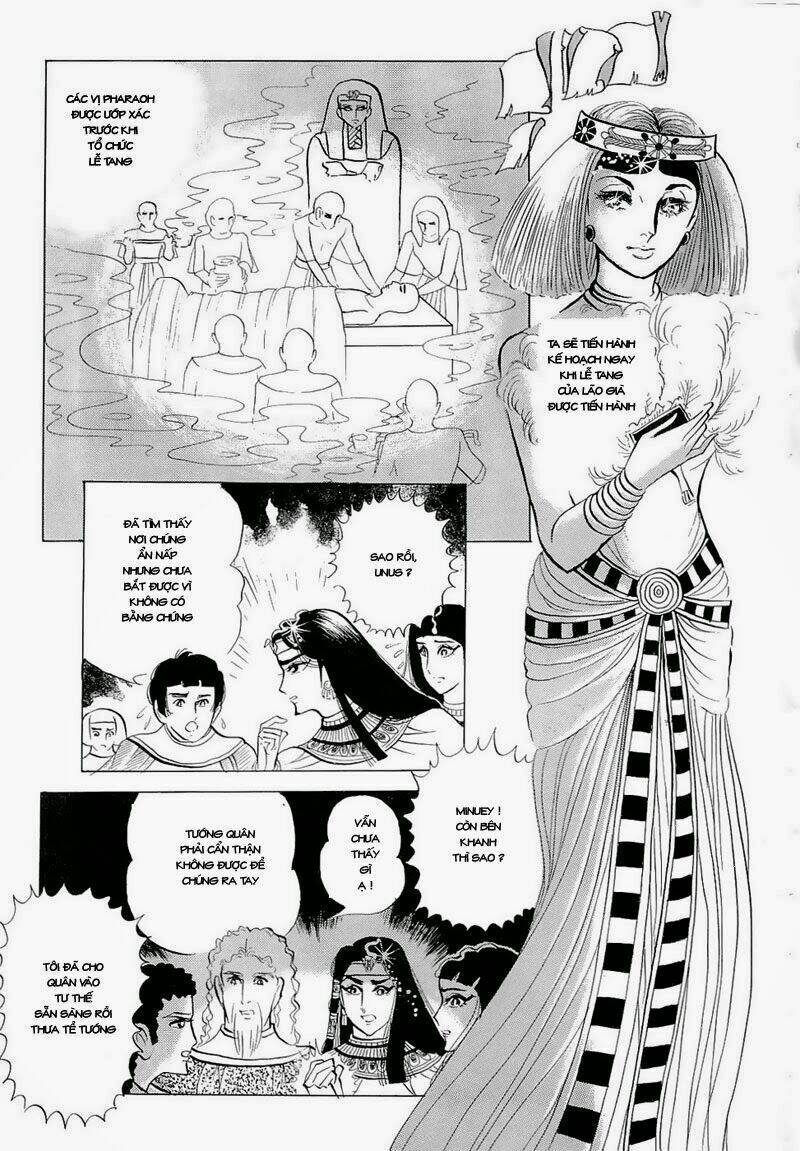 CÁC VỊ PHARAOH
ĐƯỢC ƯỚP XÁC
TRƯỚC KHI
TỔ CHỨC
LỄ TANG
TA SẼ TIẾN HÀNH
KẾ HOẠCH NGAY
KHI LỄ TANG
CỦA LÃO GIÀ
ĐƯỢC TIẾN HÀNH
SAO RỒI,
UNUS ?
ĐÃ TÌM THẤY
NƠI CHÚNG
ẨN NẤP
NHƯNG CHƯA
BẮT ĐƯỢC VÌ
KHÔNG CÓ
BẰNG CHỨNG
MINUEY !
CÒN BÊN
KHANH
THÌ SAO ?
VẪN
CHƯA
THẤY
GÌ
Ạ !
TƯỚNG QUÂN
PHẢI CẨN THẬN
KHÔNG ĐƯỢC ĐỂ
CHÚNG RA TAY
TÔI ĐÃ CHO
QUÂN VÀO
TƯ THẾ
SẴN SÀNG RỒI
THƯA TỂ TƯỚNG